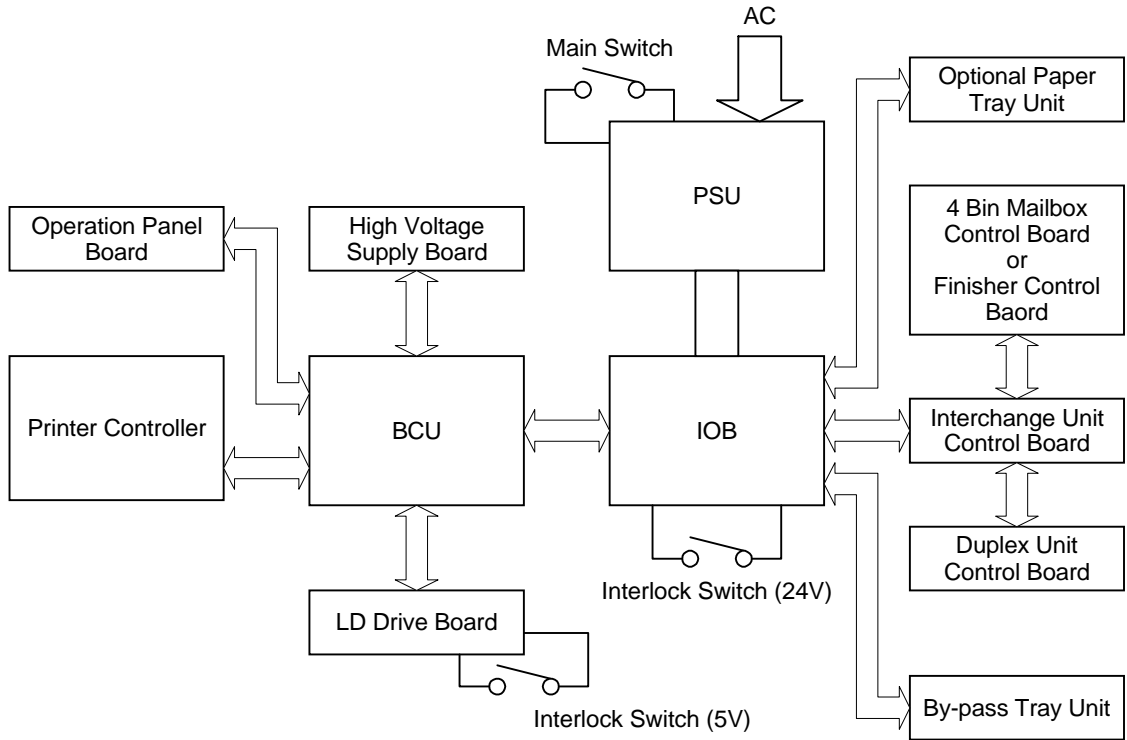 AC
Main Switch
Optional Paper
Tray Unit
PSU
4 Bin Mailbox
Control Board
or
Finisher Control
Baord
Operation Panel
Board
High Voltage
Supply Board
Printer Controller
BCU
IOB
Interchange Unit
Control Board
Duplex Unit
Control Board
Interlock Switch (24V)
LD Drive Board
Interlock Switch (5V)
By-pass Tray Unit